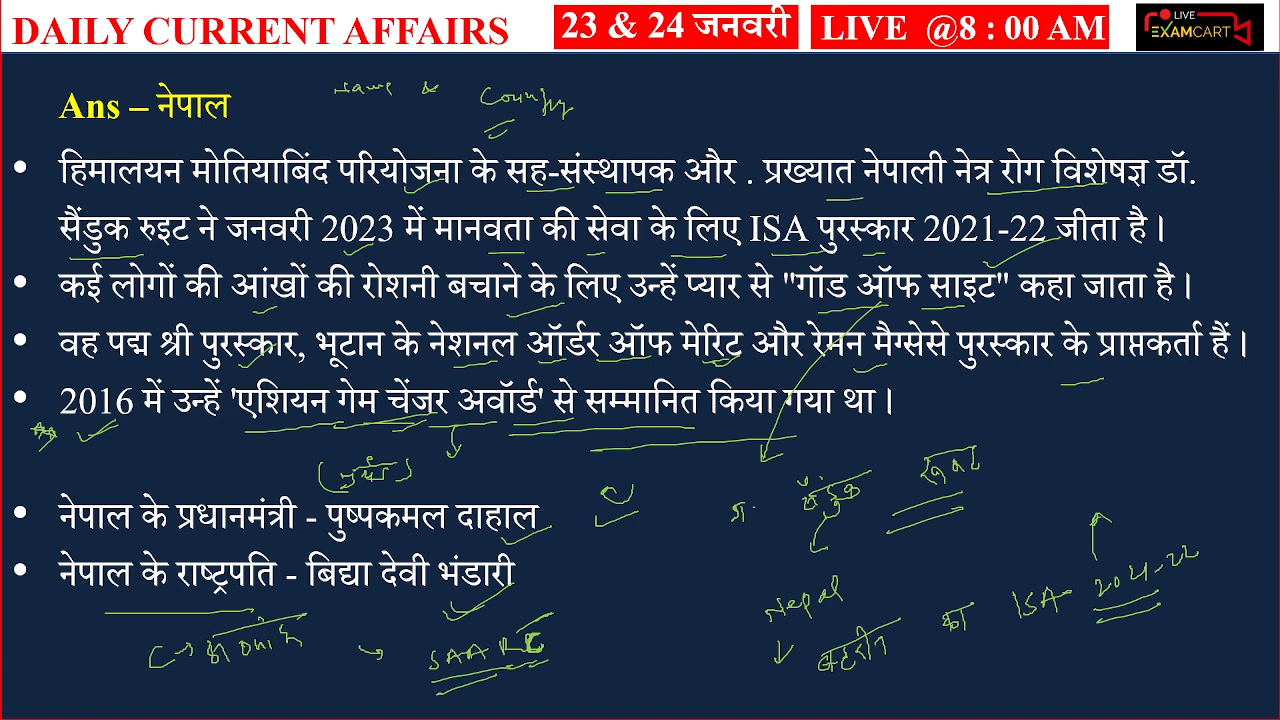 DAILY CURRENT AFFAIRS
23 & 24 जनवरी
LIVE @8 : 00 AM
LIVE
EXAMCART
Ans – नेपाल
Name & Country
• हिमालयन मोतियाबिंद परियोजना के सह-संस्थापक और . प्रख्यात नेपाली नेत्र रोग विशेषज्ञ डॉ.
सैंडुक रुइट ने जनवरी 2023 में मानवता की सेवा के लिए ISA पुरस्कार 2021-22 जीता है।
• कई लोगों की आंखों की रोशनी बचाने के लिए उन्हें प्यार से "गॉड ऑफ साइट" कहा जाता है।
• वह पद्म श्री पुरस्कार, भूटान के नेशनल ऑर्डर ऑफ मेरिट और रेमन मैग्सेसे पुरस्कार के प्राप्तकर्ता हैं।
• 2016 में उन्हें 'एशियन गेम चेंजर अवॉर्ड' से सम्मानित किया गया था।
• नेपाल के प्रधानमंत्री - पुष्पकमल दाहाल
सैंडुक
• नेपाल के राष्ट्रपति - बिद्या देवी भंडारी
Nepal
बहरीन का ISA - 2021-22
SAARC